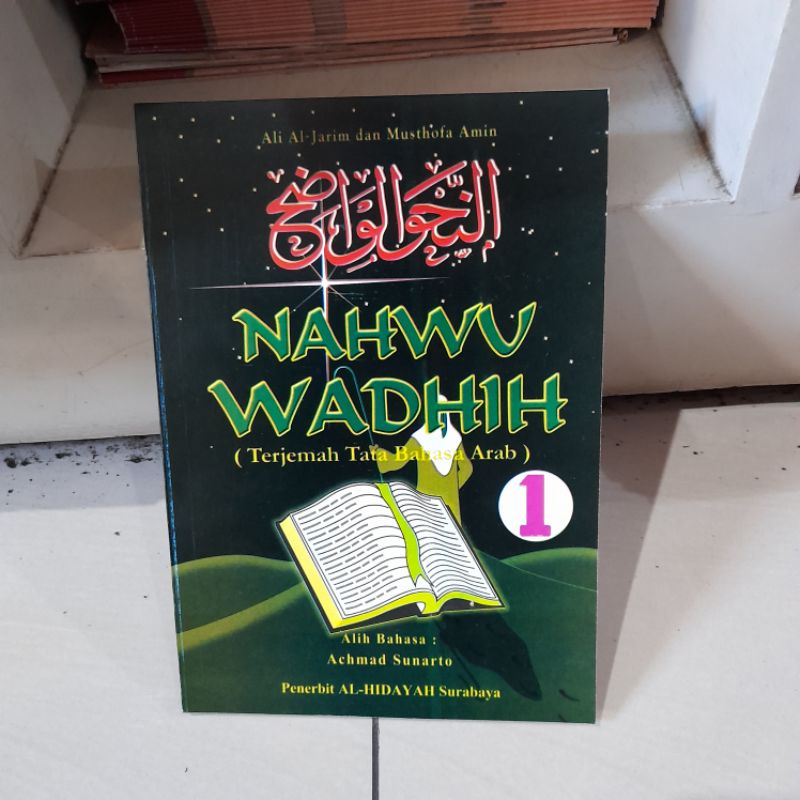 Ali Al-Jarim dan Musthofa Amin
النحو الواضح
NAHWU
WADHIH
( Terjemah Tata Bahasa Arab )
1
Alih Bahasa :
Achmad Sunarto
Penerbit AL-HIDAYAH Surabaya